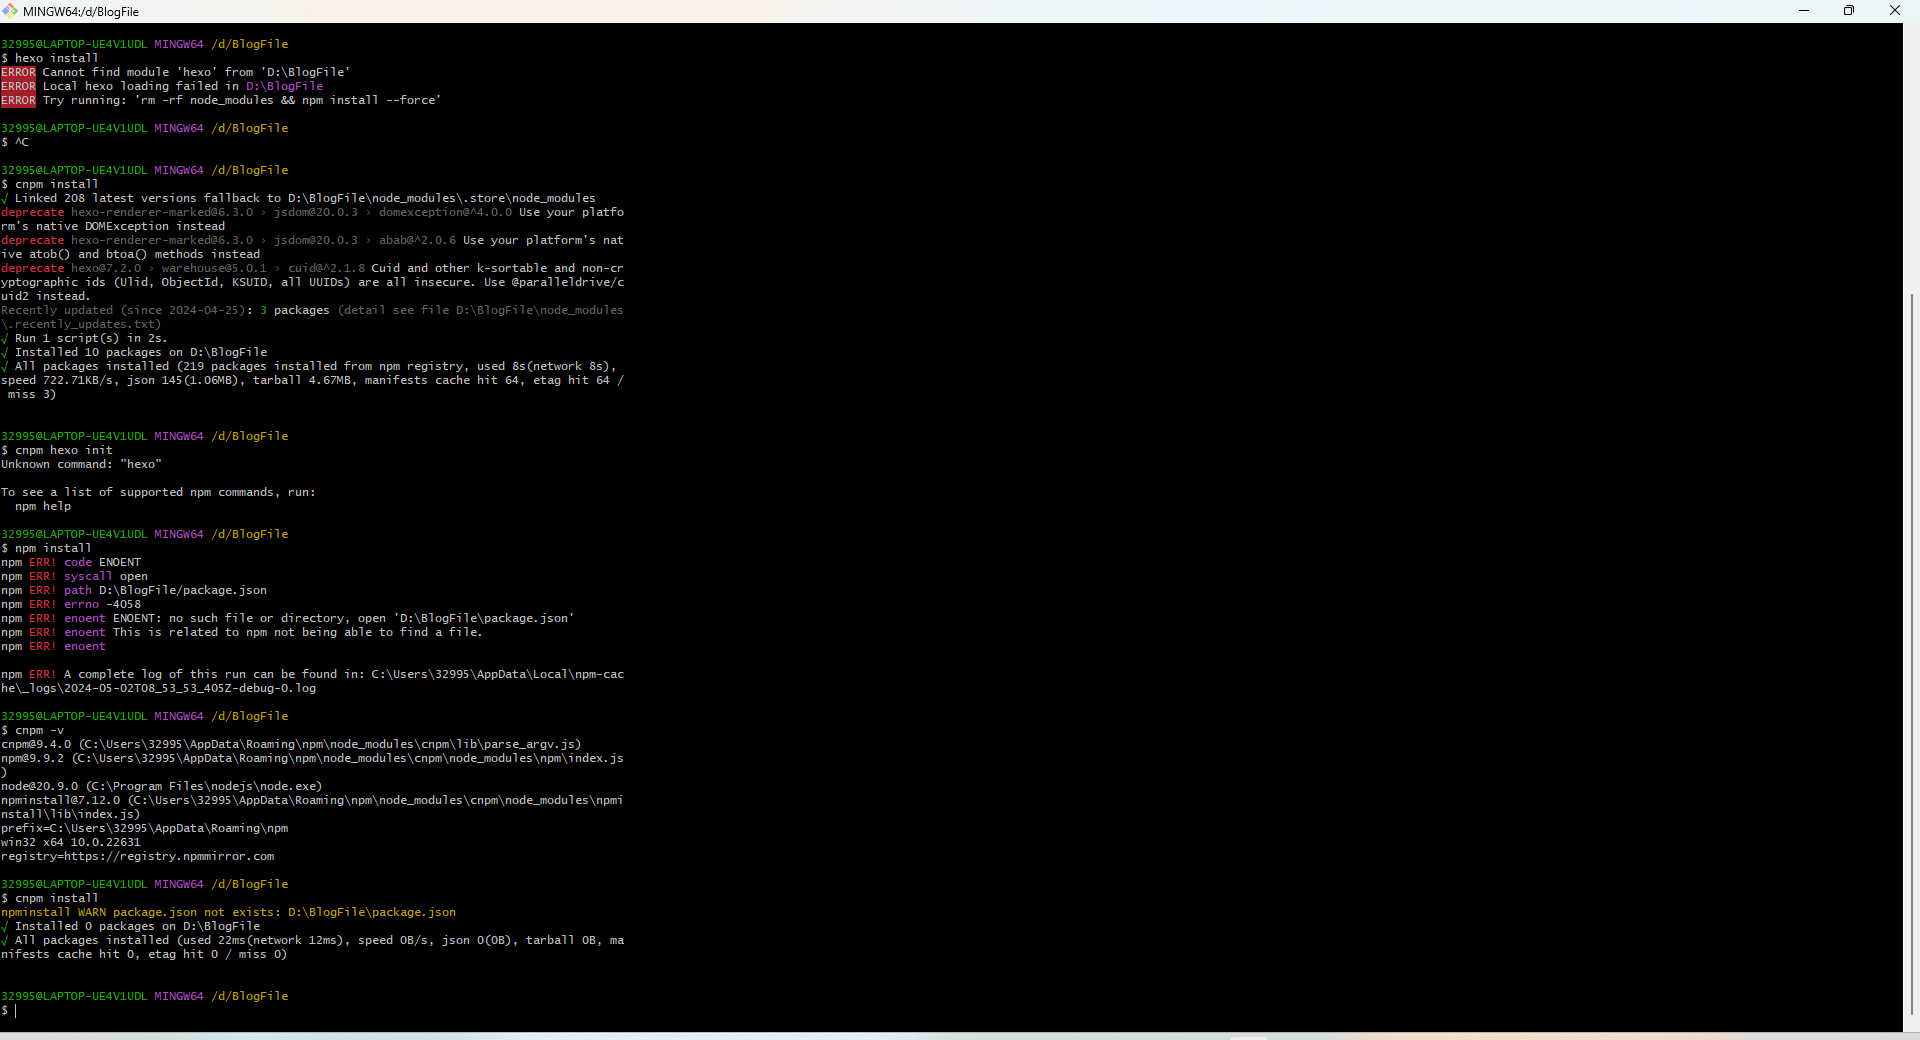 MINGW64:/d/BlogFile
32995@LAPTOP-UE4V1UDL MINGW64 /d/BlogFile
$ hexo install
ERROR Cannot find module 'hexo' from 'D:\BlogFile'
ERROR Local hexo loading failed in D:\BlogFile
ERROR Try running: 'rm -rf node_modules && npm install --force'
32995@LAPTOP-UE4V1UDL MINGW64 /d/BlogFile
$ ^C
32995@LAPTOP-UE4V1UDL MINGW64 /d/BlogFile
$ cnpm install
√ Linked 208 latest versions fallback to D:\BlogFile\node_modules\.store\node_modules
deprecate hexo-renderer-marked@6.3.0 › jsdom@20.0.3 › domexception@^4.0.0 Use your platfo
rm's native DOMException instead
deprecate hexo-renderer-marked@6.3.0 › jsdom@20.0.3 › abab@^2.0.6 Use your platform's nat
ive atob() and btoa() methods instead
deprecate hexo@7.2.0 › warehouse@5.0.1 › cuid@^2.1.8 Cuid and other k-sortable and non-cr
yptographic ids (Ulid, ObjectId, KSUID, all UUIDs) are all insecure. Use @paralleldrive/c
uid2 instead.
Recently updated (since 2024-04-25): 3 packages (detail see file D:\BlogFile\node_modules
\.recently_updates.txt)
√ Run 1 script(s) in 2s.
√ Installed 10 packages on D:\BlogFile
√ All packages installed (219 packages installed from npm registry, used 8s(network 8s),
speed 722.71KB/s, json 145(1.06MB), tarball 4.67MB, manifests cache hit 64, etag hit 64 /
miss 3)
32995@LAPTOP-UE4V1UDL MINGW64 /d/BlogFile
$ cnpm hexo init
Unknown command: "hexo"
To see a list of supported npm commands, run:
npm help
32995@LAPTOP-UE4V1UDL MINGW64 /d/BlogFile
$ npm install
npm ERR! code ENOENT
npm ERR! syscall open
npm ERR! path D:\BlogFile/package.json
npm ERR! errno -4058
npm ERR! enoent ENOENT: no such file or directory, open 'D:\BlogFile\package.json'
npm ERR! enoent This is related to npm not being able to find a file.
npm ERR! enoent
npm ERR! A complete log of this run can be found in: C:\Users\32995\AppData\Local\npm-cac
he\_logs\2024-05-02T08_53_53_405Z-debug-0.log
32995@LAPTOP-UE4V1UDL MINGW64 /d/BlogFile
$ cnpm -v
cnpm@9.4.0 (C:\Users\32995\AppData\Roaming\npm\node_modules\cnpm\lib\parse_argv.js)
npm@9.9.2 (C:\Users\32995\AppData\Roaming\npm\node_modules\cnpm\node_modules\npm\index.js
)
node@20.9.0 (C:\Program Files\nodejs\node.exe)
npminstall@7.12.0 (C:\Users\32995\AppData\Roaming\npm\node_modules\cnpm\node_modules\npmi
nstall\lib\index.js)
prefix=C:\Users\32995\AppData\Roaming\npm
win32 x64 10.0.22631
registry=https://registry.npmmirror.com
32995@LAPTOP-UE4V1UDL MINGW64 /d/BlogFile
$ cnpm install
npminstall WARN package.json not exists: D:\BlogFile\package.json
√ Installed 0 packages on D:\BlogFile
√ All packages installed (used 22ms(network 12ms), speed 0B/s, json 0(0B), tarball 0B, ma
nifests cache hit 0, etag hit 0 / miss 0)
32995@LAPTOP-UE4V1UDL MINGW64 /d/BlogFile
$